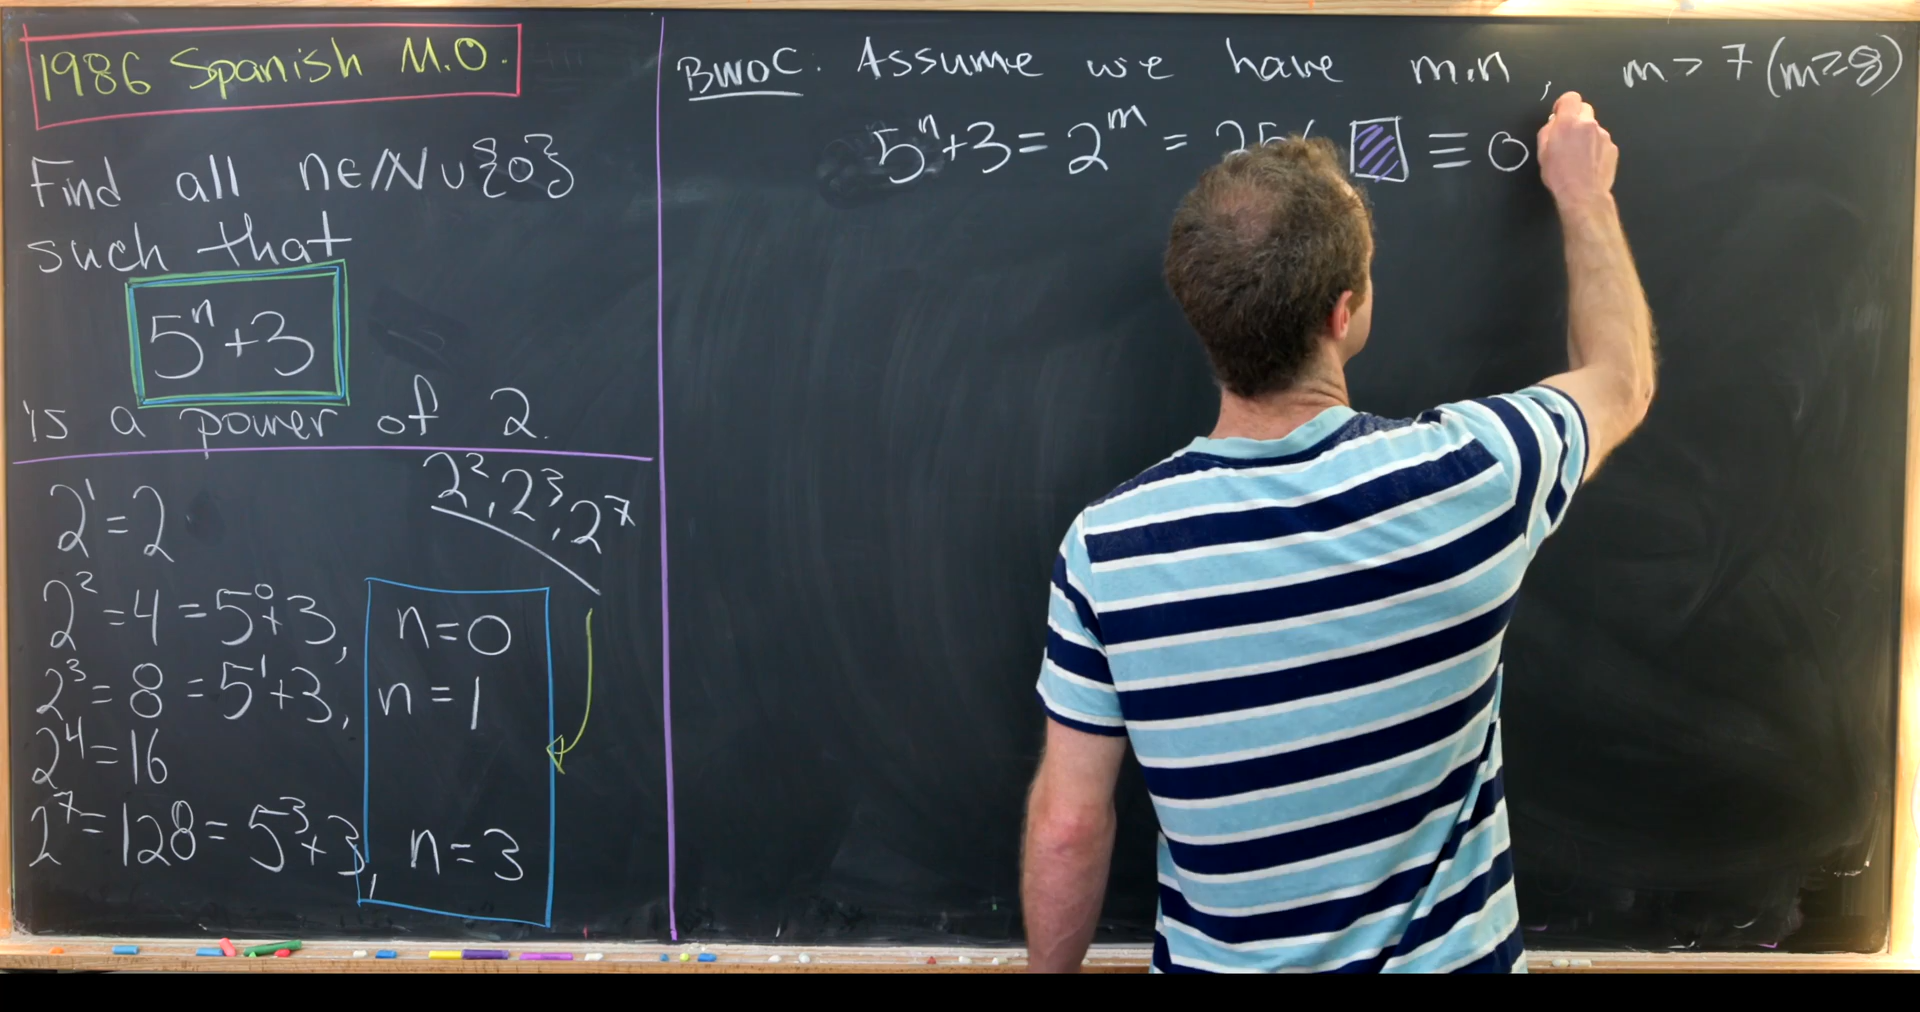 1986 Spanish M.O.
Find all n∈ℕ∪{0}
such that
5ⁿ+3
is a power of 2.
2², 2³, 2⁷
2¹=2
2²=4=5⁰+3, n=0
2³=8=5¹+3, n=1
2⁴=16
2⁷=128=5³+3, n=3
BWOC: Assume we have m,n, m>7 (m≥8)
5ⁿ+3=2ᵐ= ≡0